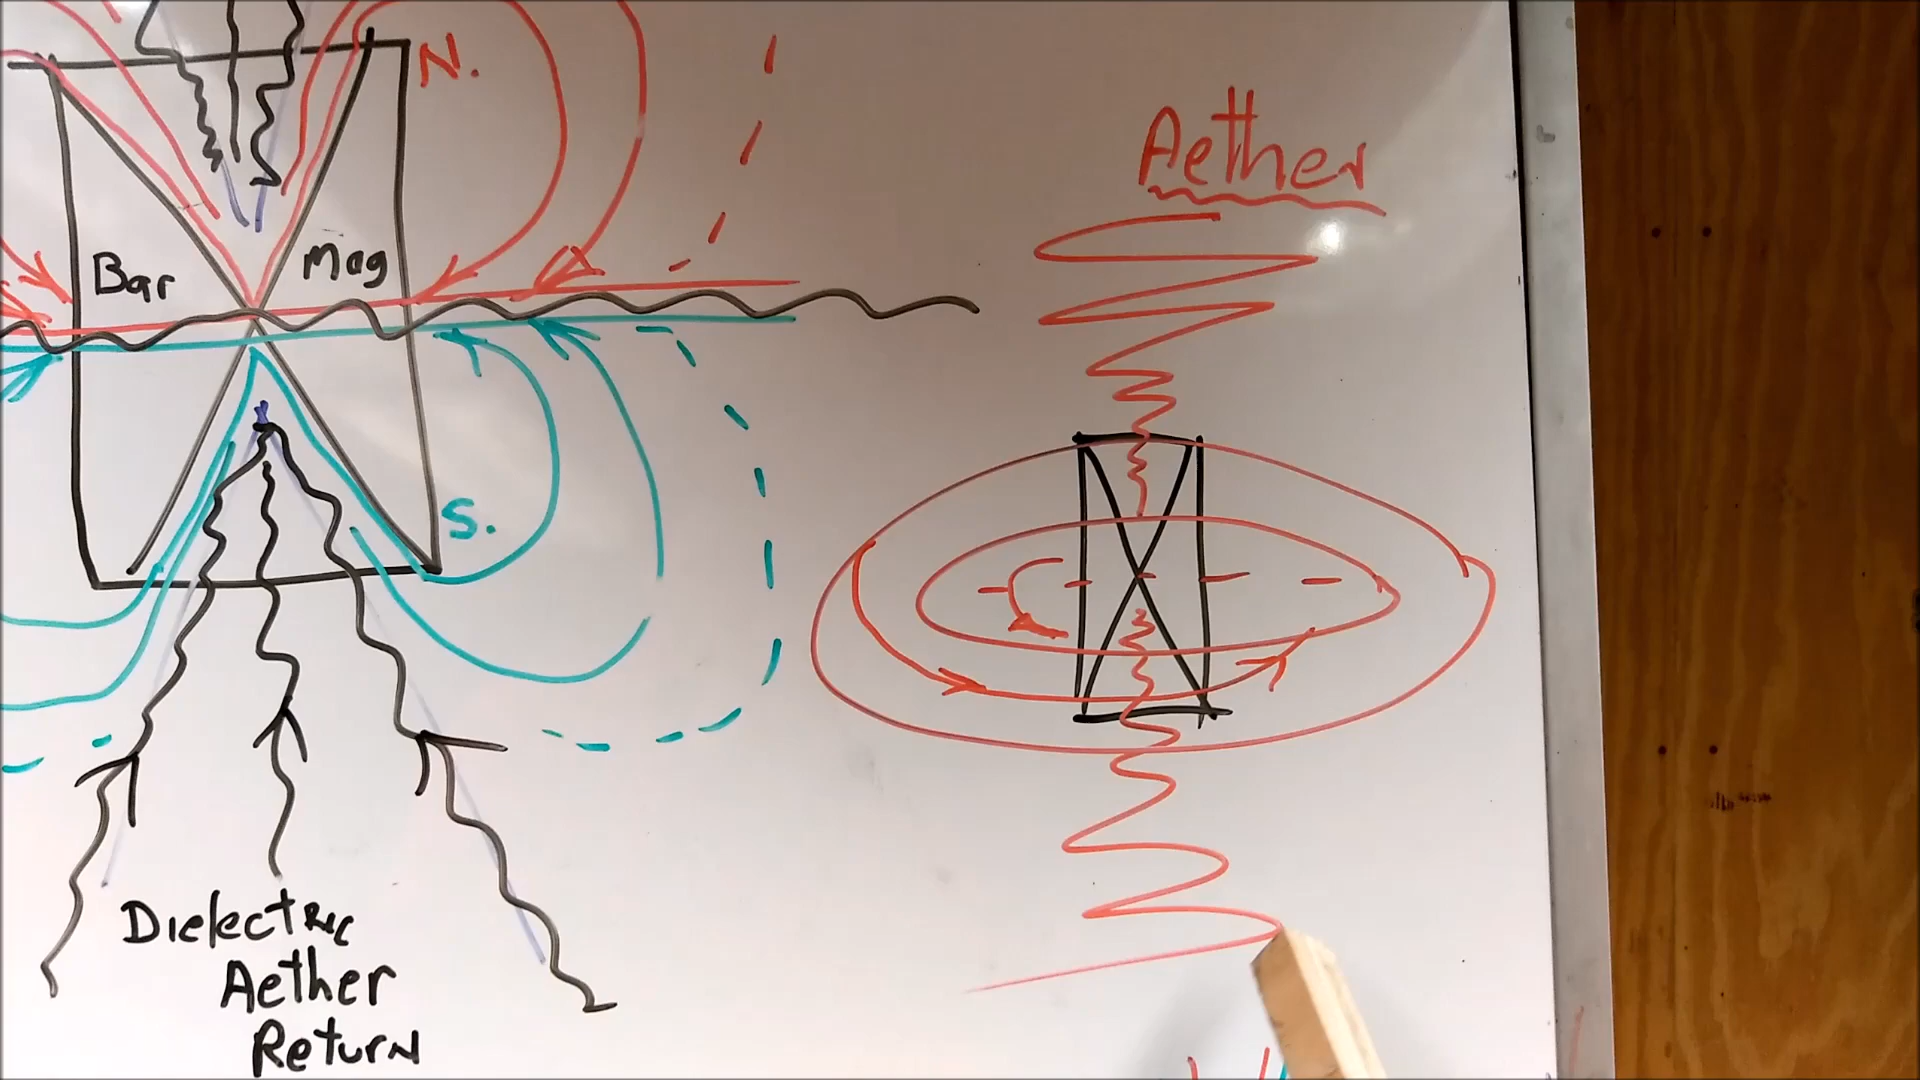 N.
Aether
Bar Mag
S.
Dielectric
Aether
Return